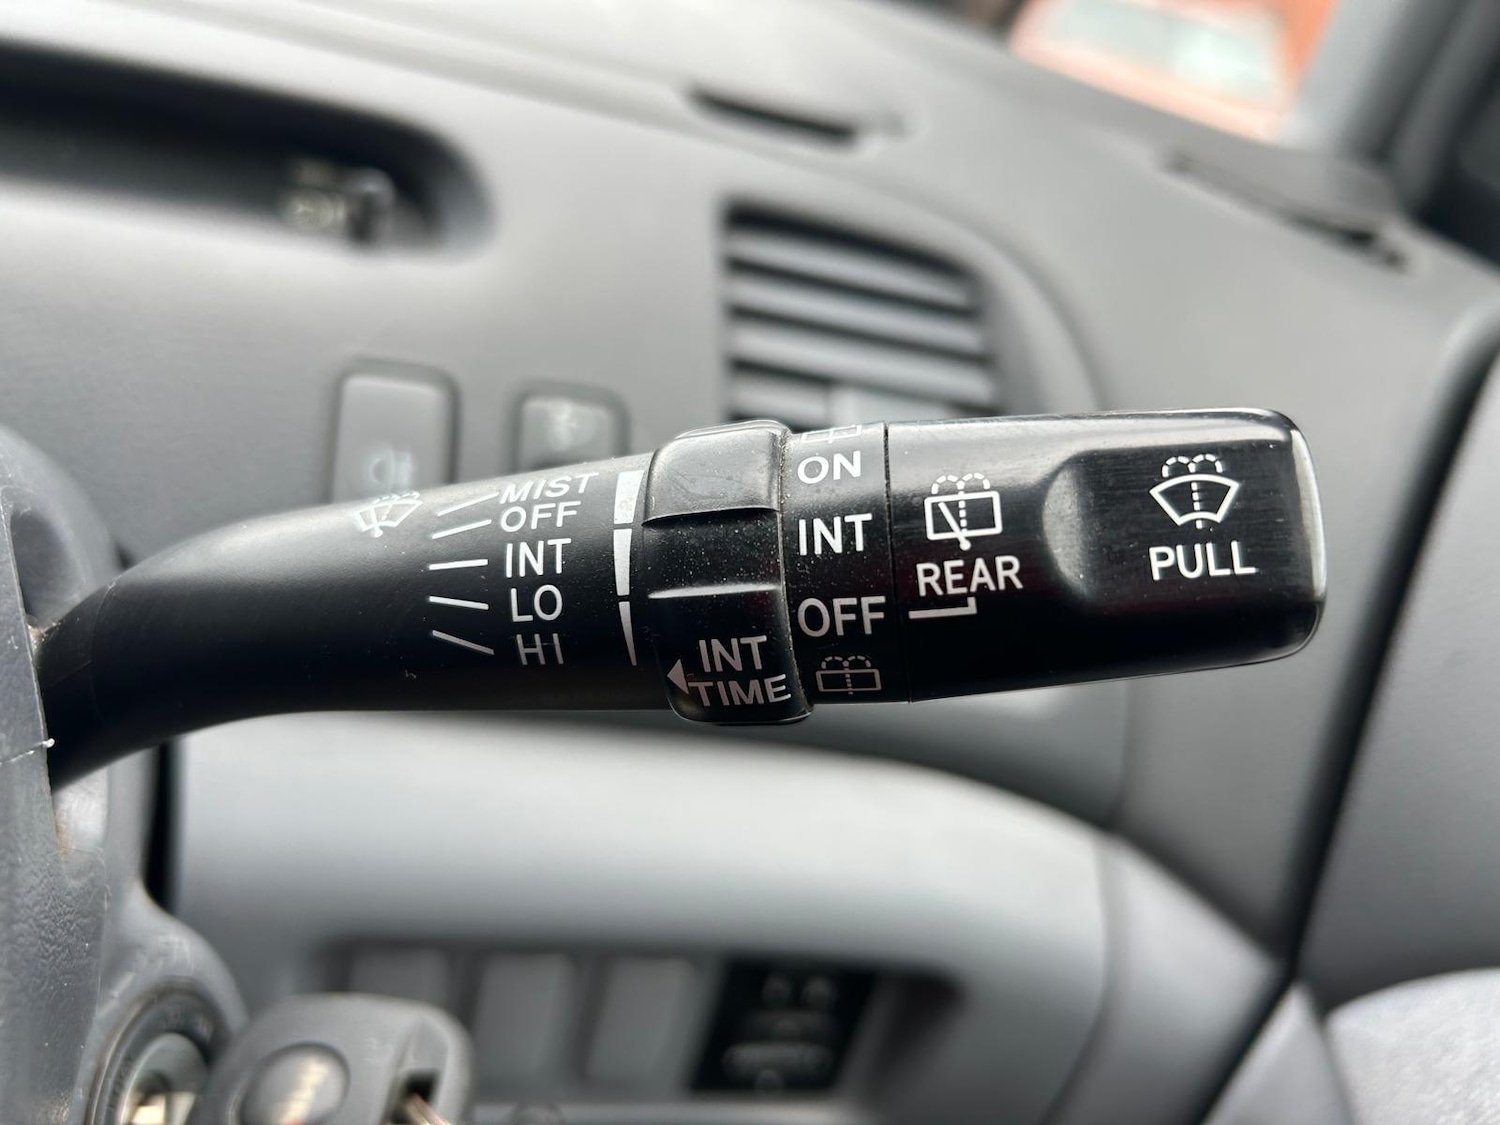 MIST
OFF
INT
LO
HI
INT
TIME
ON
INT
OFF
REAR
PULL